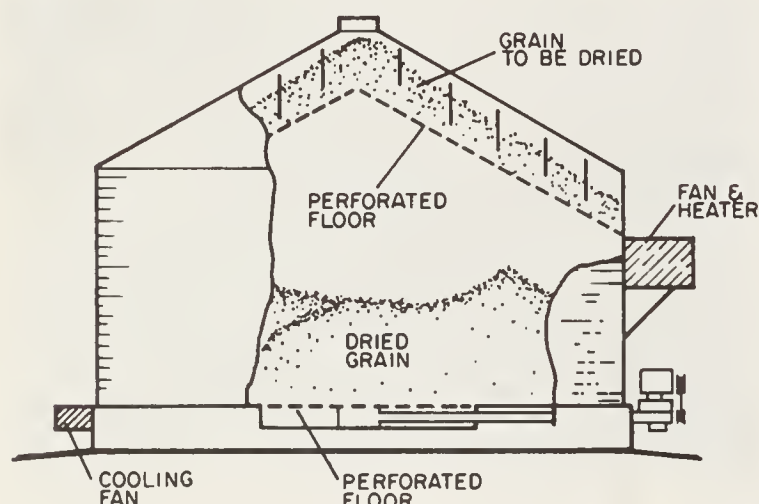 GRAIN
TO BE DRIED
PERFORATED
FLOOR
FAN &
HEATER
DRIED
GRAIN
COOLING
FAN
PERFORATED
FLOOR